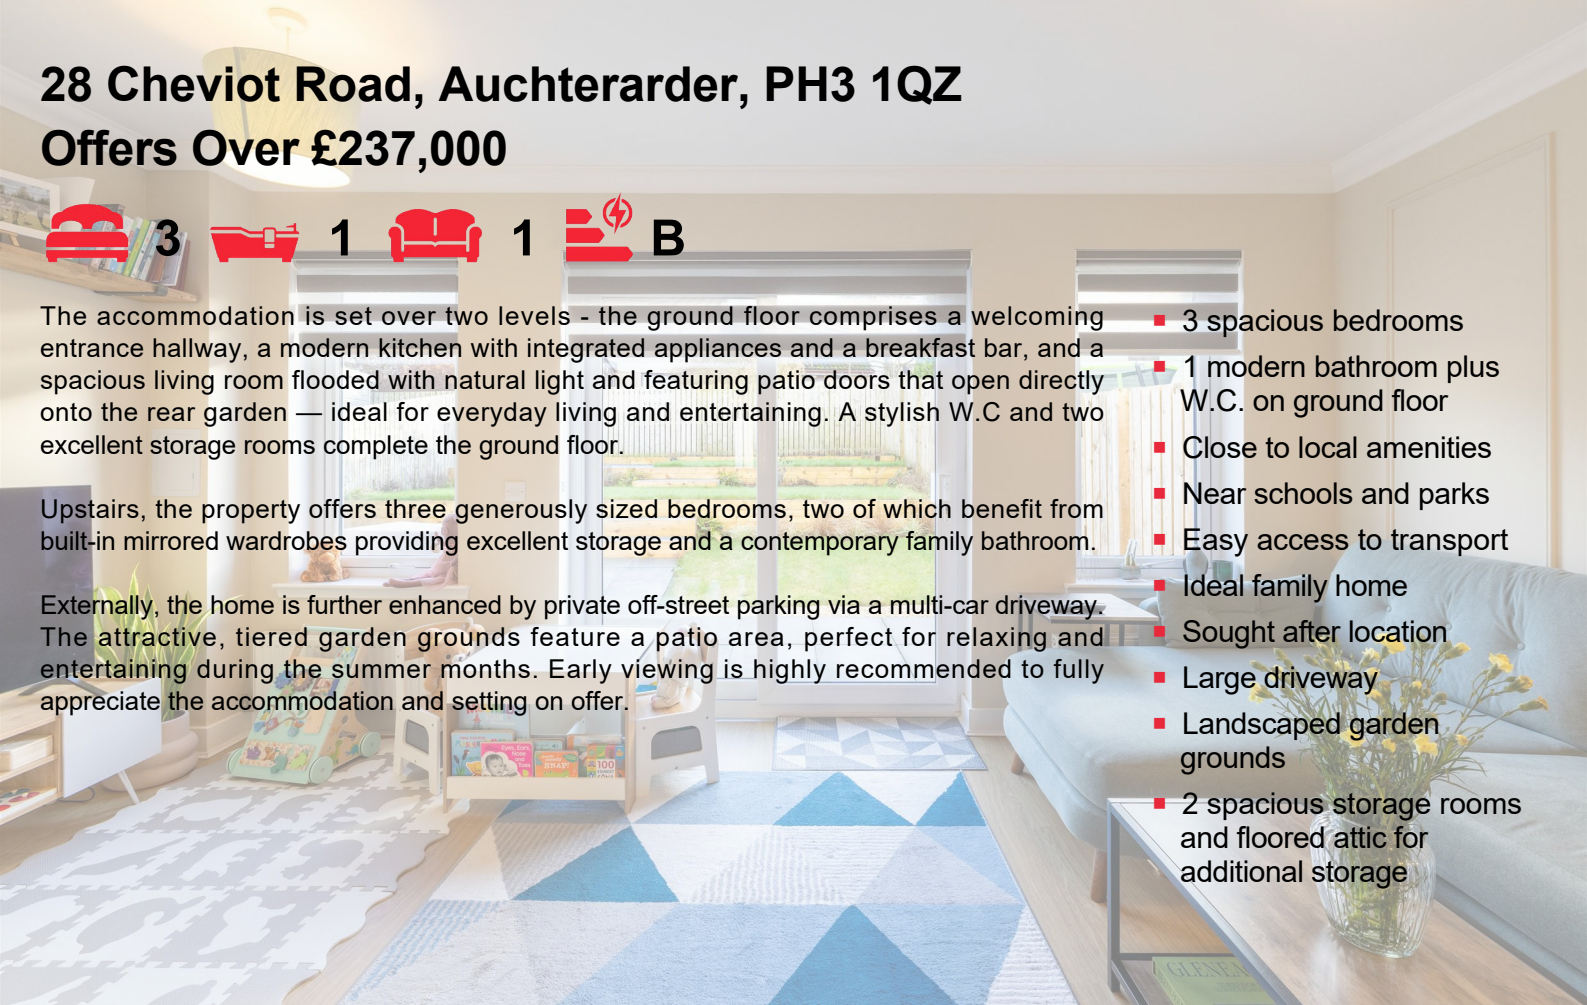 28 Cheviot Road, Auchterarder, PH3 1QZ
Offers Over £237,000
3 1 1 B
The accommodation is set over two levels - the ground floor comprises a welcoming
entrance hallway, a modern kitchen with integrated appliances and a breakfast bar, and a
spacious living room flooded with natural light and featuring patio doors that open directly
onto the rear garden — ideal for everyday living and entertaining. A stylish W.C and two
excellent storage rooms complete the ground floor.
Upstairs, the property offers three generously sized bedrooms, two of which benefit from
built-in mirrored wardrobes providing excellent storage and a contemporary family bathroom.
Externally, the home is further enhanced by private off-street parking via a multi-car driveway.
The attractive, tiered garden grounds feature a patio area, perfect for relaxing and
entertaining during the summer months. Early viewing is highly recommended to fully
appreciate the accommodation and setting on offer.
▪ 3 spacious bedrooms
▪ 1 modern bathroom plus
W.C. on ground floor
▪ Close to local amenities
▪ Near schools and parks
▪ Easy access to transport
▪ Ideal family home
▪ Sought after location
▪ Large driveway
▪ Landscaped garden
grounds
▪ 2 spacious storage rooms
and floored attic for
additional storage
Eyes, Ears,
Nose
and
Toes
100